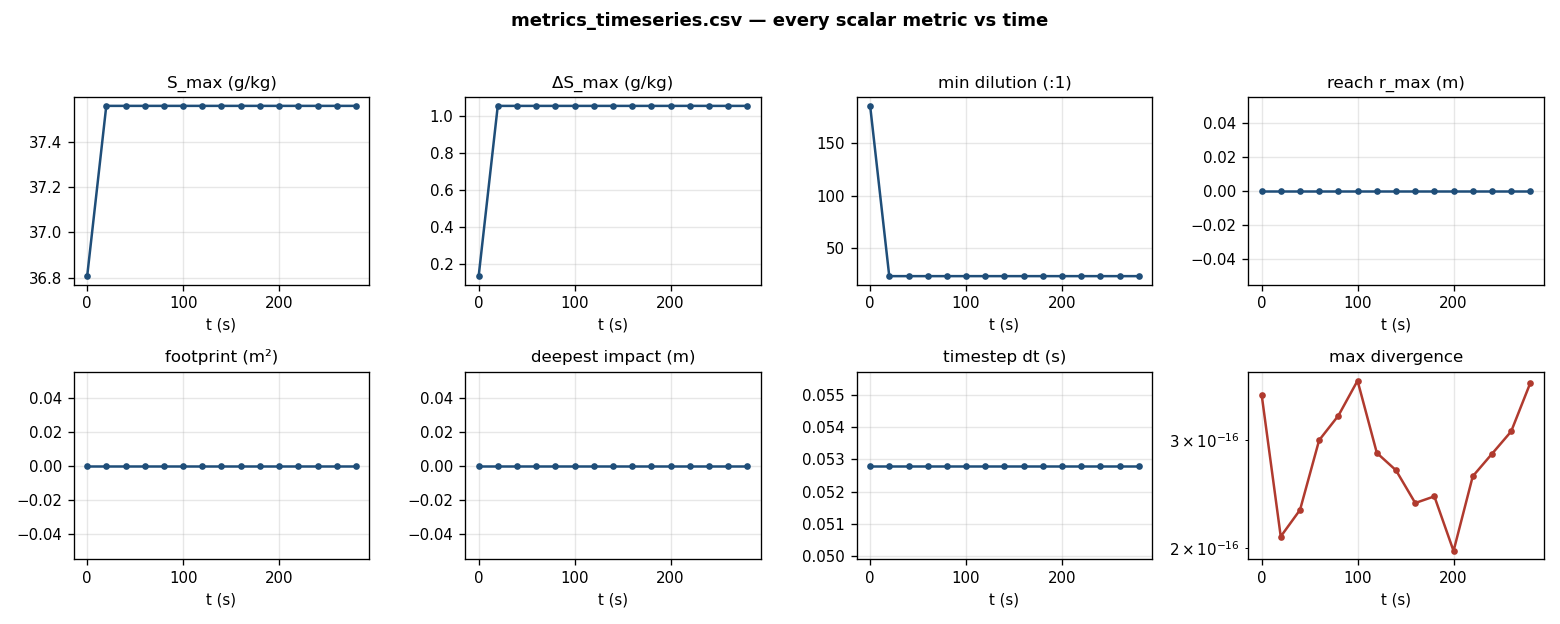 metrics_timeseries.csv — every scalar metric vs time
S_max (g/kg)
37.4
37.2
37.0
36.8
0 100 200
t (s)
ΔS_max (g/kg)
1.0
0.8
0.6
0.4
0.2
0 100 200
t (s)
min dilution (:1)
150
100
50
0 100 200
t (s)
reach r_max (m)
0.04
0.02
0.00
−0.02
−0.04
0 100 200
t (s)
footprint (m²)
0.04
0.02
0.00
−0.02
−0.04
0 100 200
t (s)
deepest impact (m)
0.04
0.02
0.00
−0.02
−0.04
0 100 200
t (s)
timestep dt (s)
0.055
0.054
0.053
0.052
0.051
0.050
0 100 200
t (s)
max divergence
3 × 10⁻¹⁶
2 × 10⁻¹⁶
0 100 200
t (s)